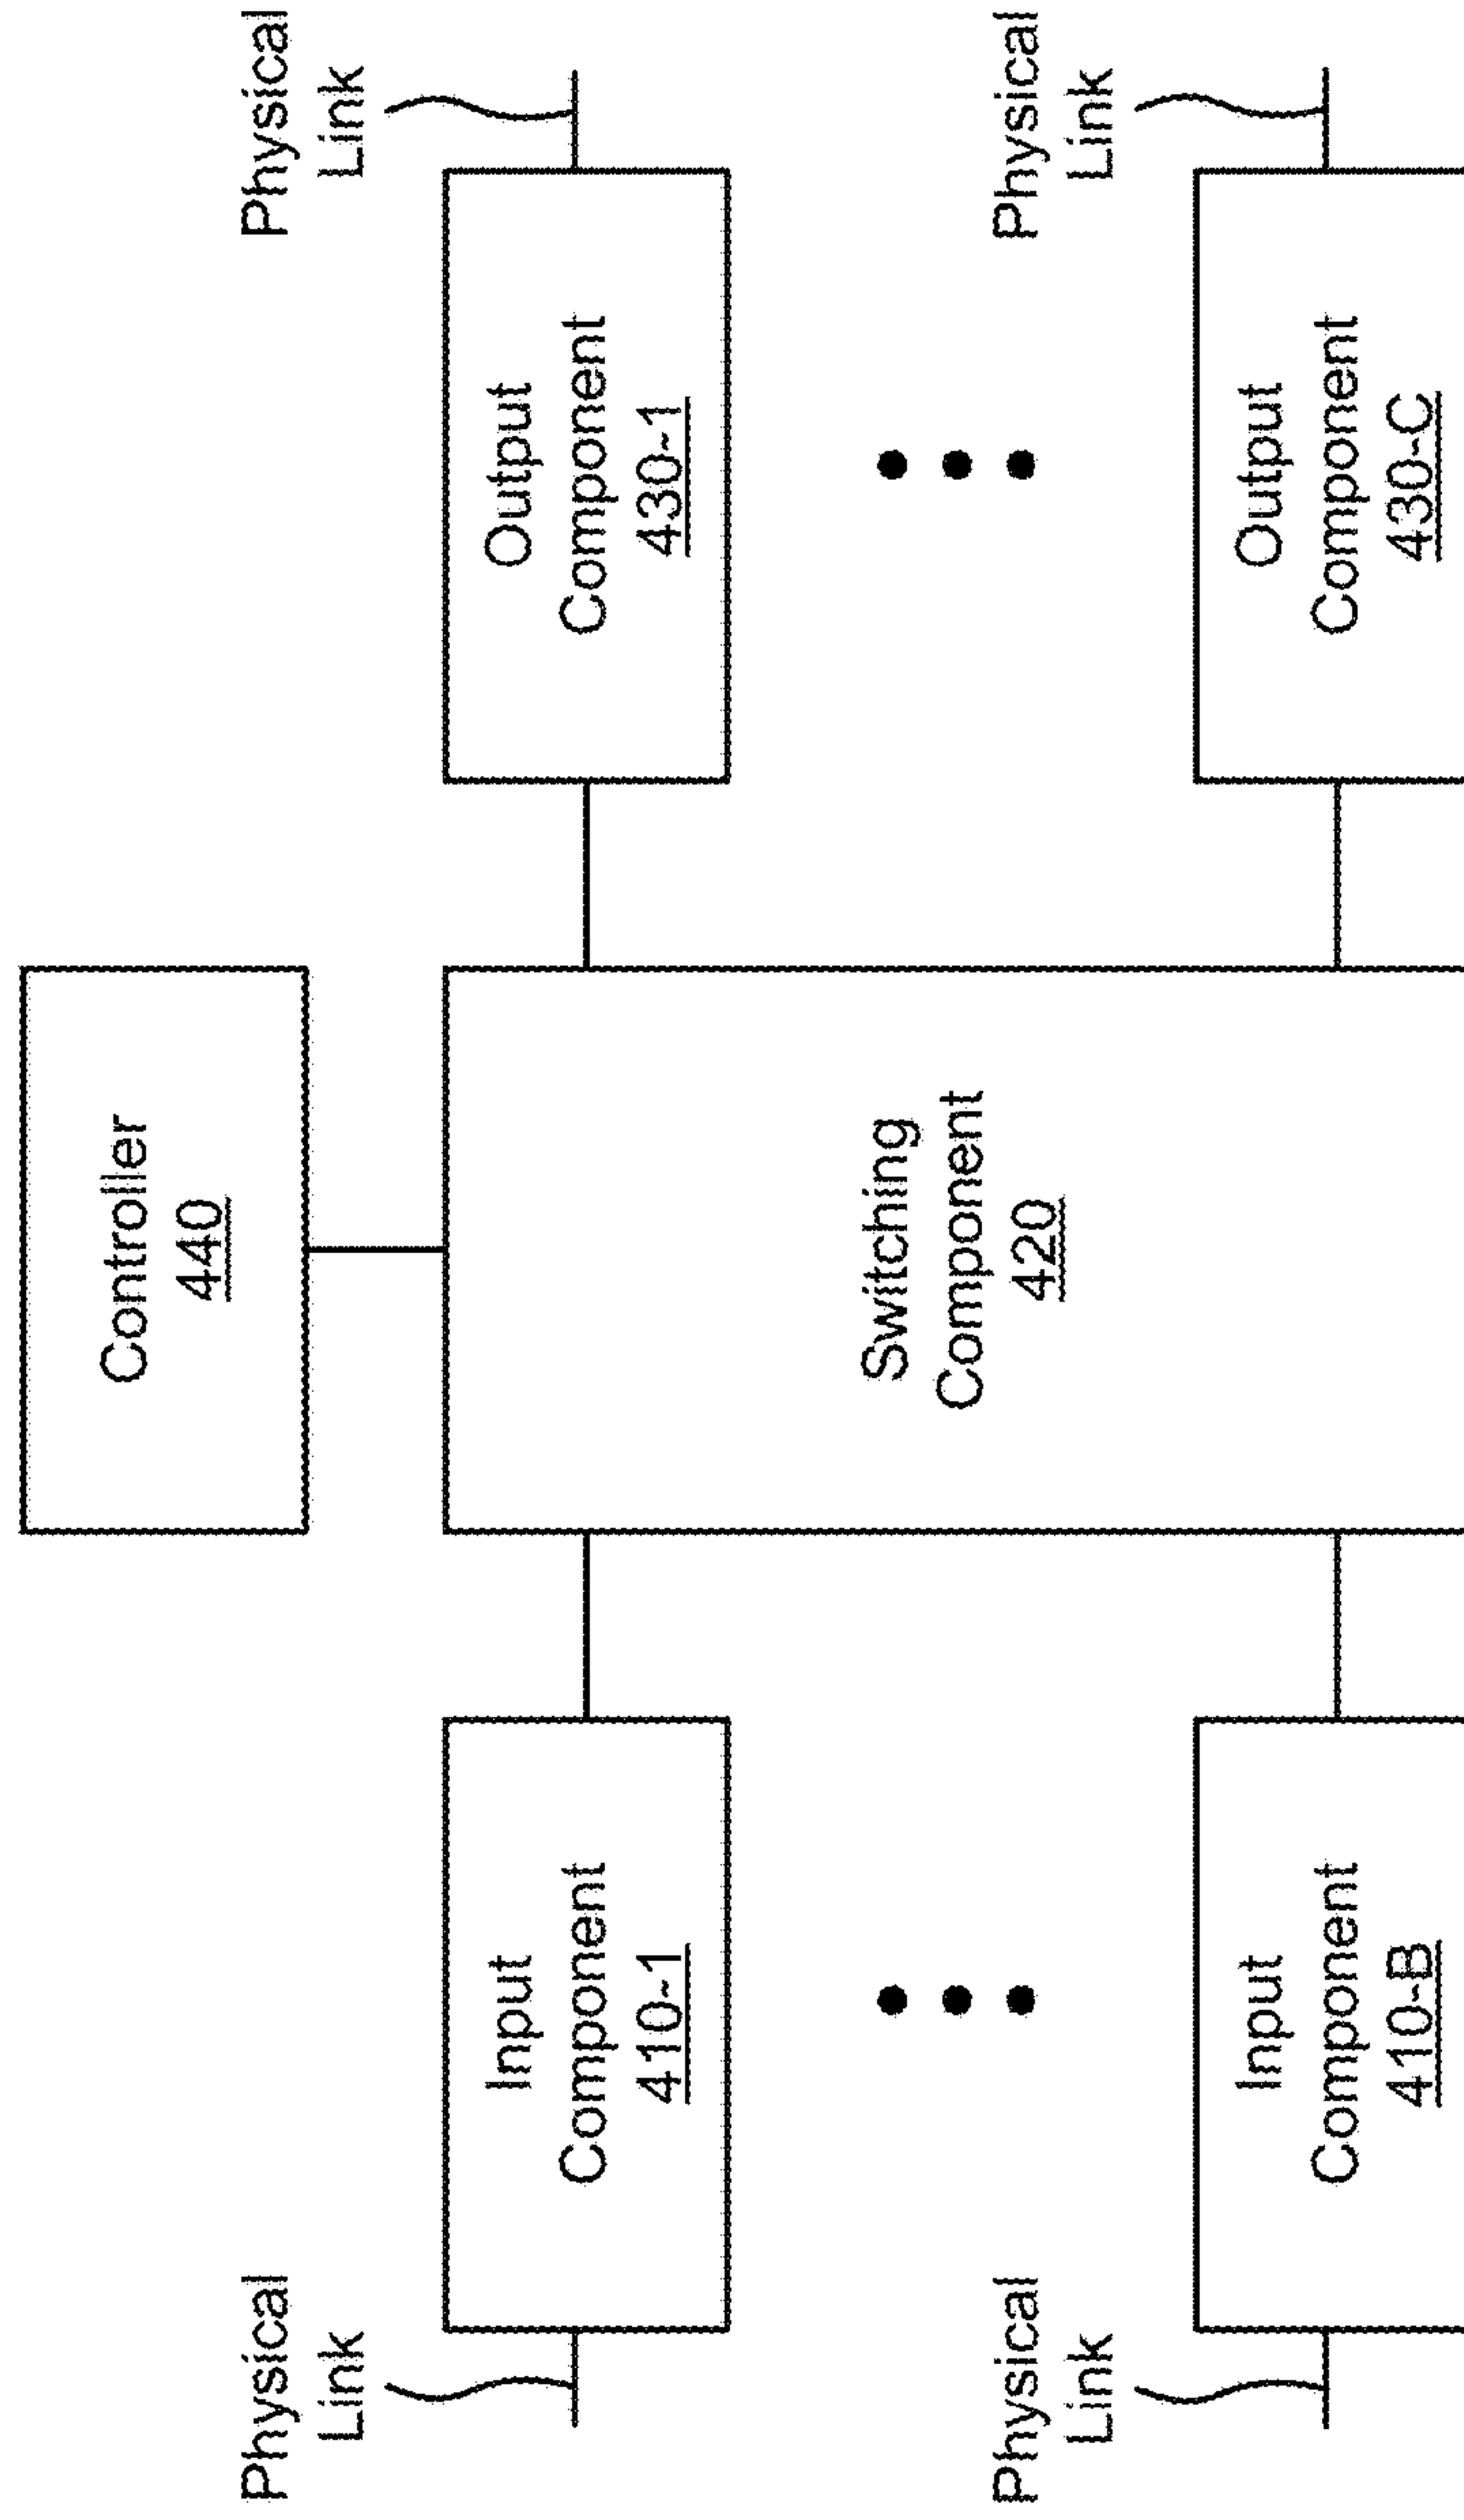 Controller
440
Physical
Link
Input
Component
410-1
Physical
Link
Input
Component
410-B
Switching
Component
420
Physical
Link
Output
Component
430-1
Physical
Link
Output
Component
430-C